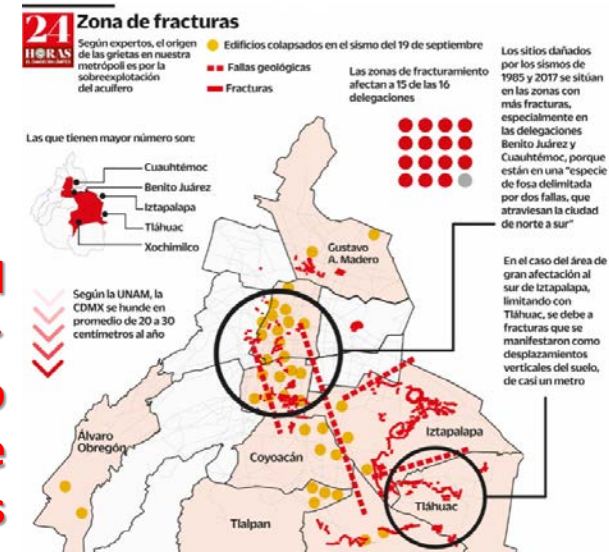 24
HORAS
EL DIARIO SIN LÍMITES
Zona de fracturas
Según expertos, el origen
de las grietas en nuestra
metrópoli es por la
sobreexplotación
del acuífero
Edificios colapsados en el sismo del 19 de septiembre
Fallas geológicas
Fracturas
Las zonas de fracturamiento
afectan a 15 de las 16
delegaciones
Los sitios dañados
por los sismos de
1985 y 2017 se sitúan
en las zonas con
más fracturas,
especialmente en
las delegaciones
Benito Juárez y
Cuauhtémoc, porque
están en una "especie
de fosa delimitada
por dos fallas, que
atraviesan la ciudad
de norte a sur"
Las que tienen mayor número son:
Cuauhtémoc
Benito Juárez
Iztapalapa
Tláhuac
Xochimilco
Según la UNAM, la
CDMX se hunde en
promedio de 20 a 30
centímetros al año
En el caso del área de
gran afectación al
sur de Iztapalapa,
limitando con
Tláhuac, se debe a
fracturas que se
manifestaron como
desplazamientos
verticales del suelo,
de casi un metro
Gustavo
A. Madero
Iztapalapa
Álvaro
Obregón
Coyoacán
Tláhuac
Tlalpan